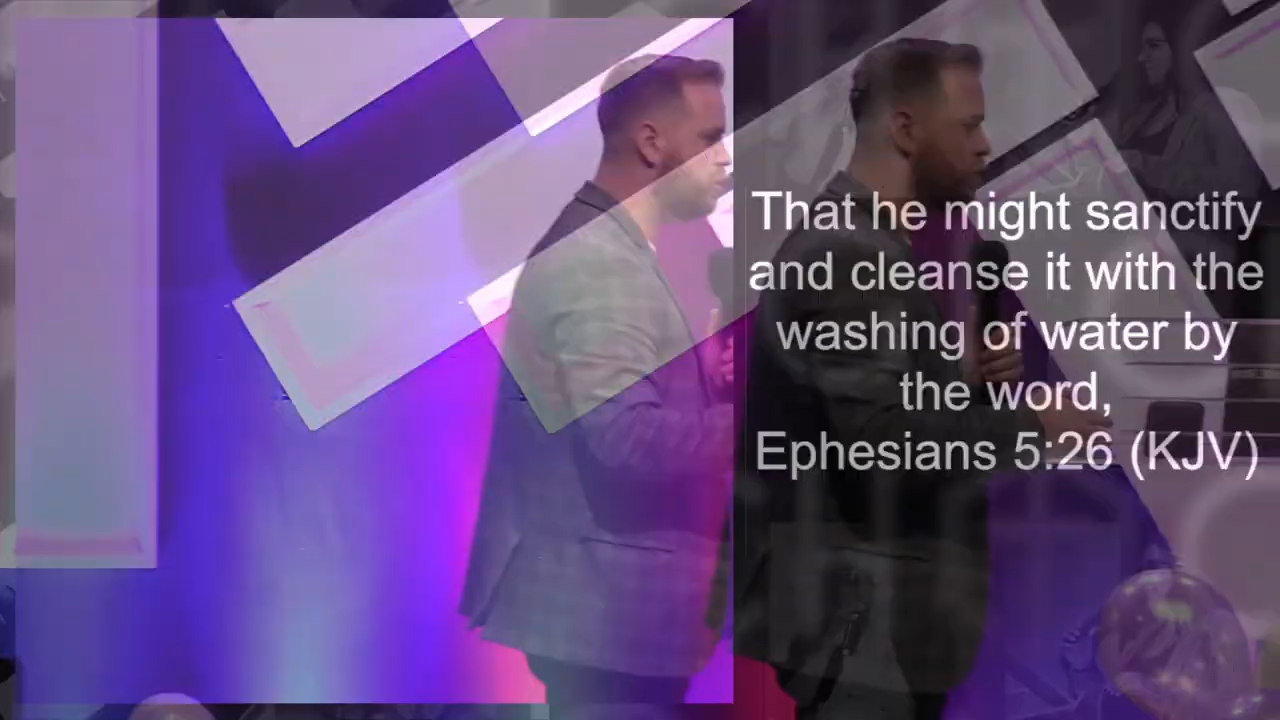 That he might sanctify
and cleanse it with the
washing of water by
the word,
Ephesians 5:26 (KJV)